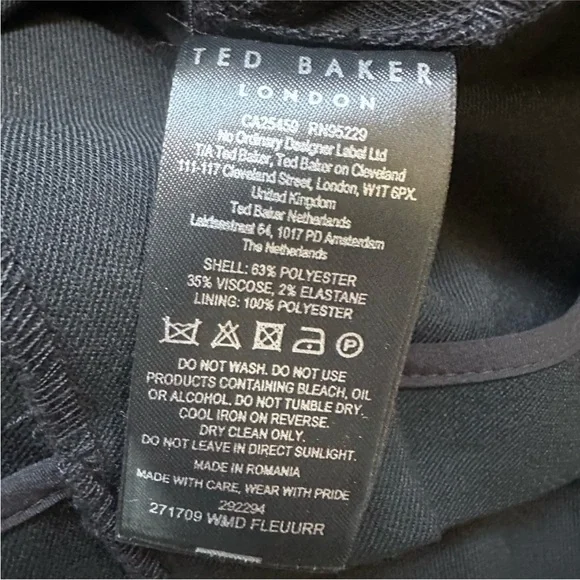 TED BAKER
LONDON
CA25459 RN95229
No Ordinary Designer Label Ltd
T/A Ted Baker, Ted Baker on Cleveland
111-117 Cleveland Street, London, W1T 6PX.
United Kingdom
Ted Baker Netherlands
Leidsestraat 64, 1017 PD Amsterdam
The Netherlands
SHELL: 63% POLYESTER
35% VISCOSE, 2% ELASTANE
LINING: 100% POLYESTER
P
DO NOT WASH. DO NOT USE
PRODUCTS CONTAINING BLEACH, OIL
OR ALCOHOL. DO NOT TUMBLE DRY.
COOL IRON ON REVERSE.
DRY CLEAN ONLY.
DO NOT LEAVE IN DIRECT SUNLIGHT.
MADE IN ROMANIA
MADE WITH CARE, WEAR WITH PRIDE
292294
271709 WMD FLEUURR